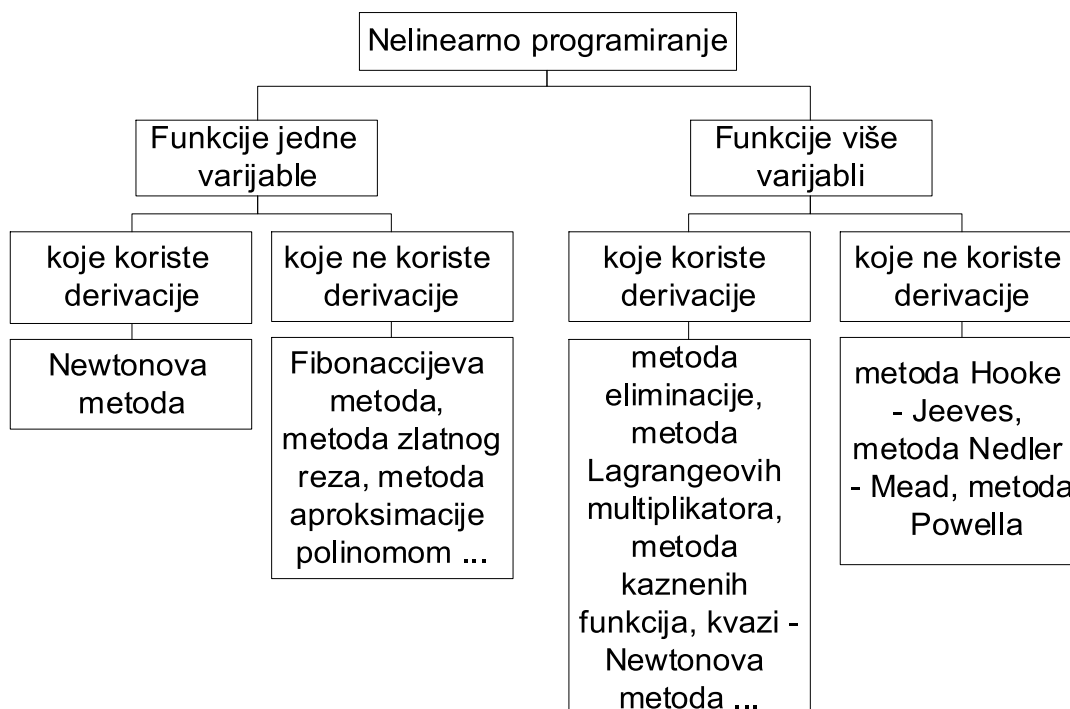 Nelinearno programiranje
Funkcije jedne
varijable
Funkcije više
varijabli
koje koriste
derivacije
koje ne koriste
derivacije
koje koriste
derivacije
koje ne koriste
derivacije
Newtonova
metoda
Fibonaccijeva
metoda,
metoda zlatnog
reza, metoda
aproksimacije
polinomom ...
metoda
eliminacije,
metoda
Lagrangeovih
multiplikatora,
metoda
kaznenih
funkcija, kvazi -
Newtonova
metoda ...
metoda Hooke
- Jeeves,
metoda Nedler
- Mead, metoda
Powella